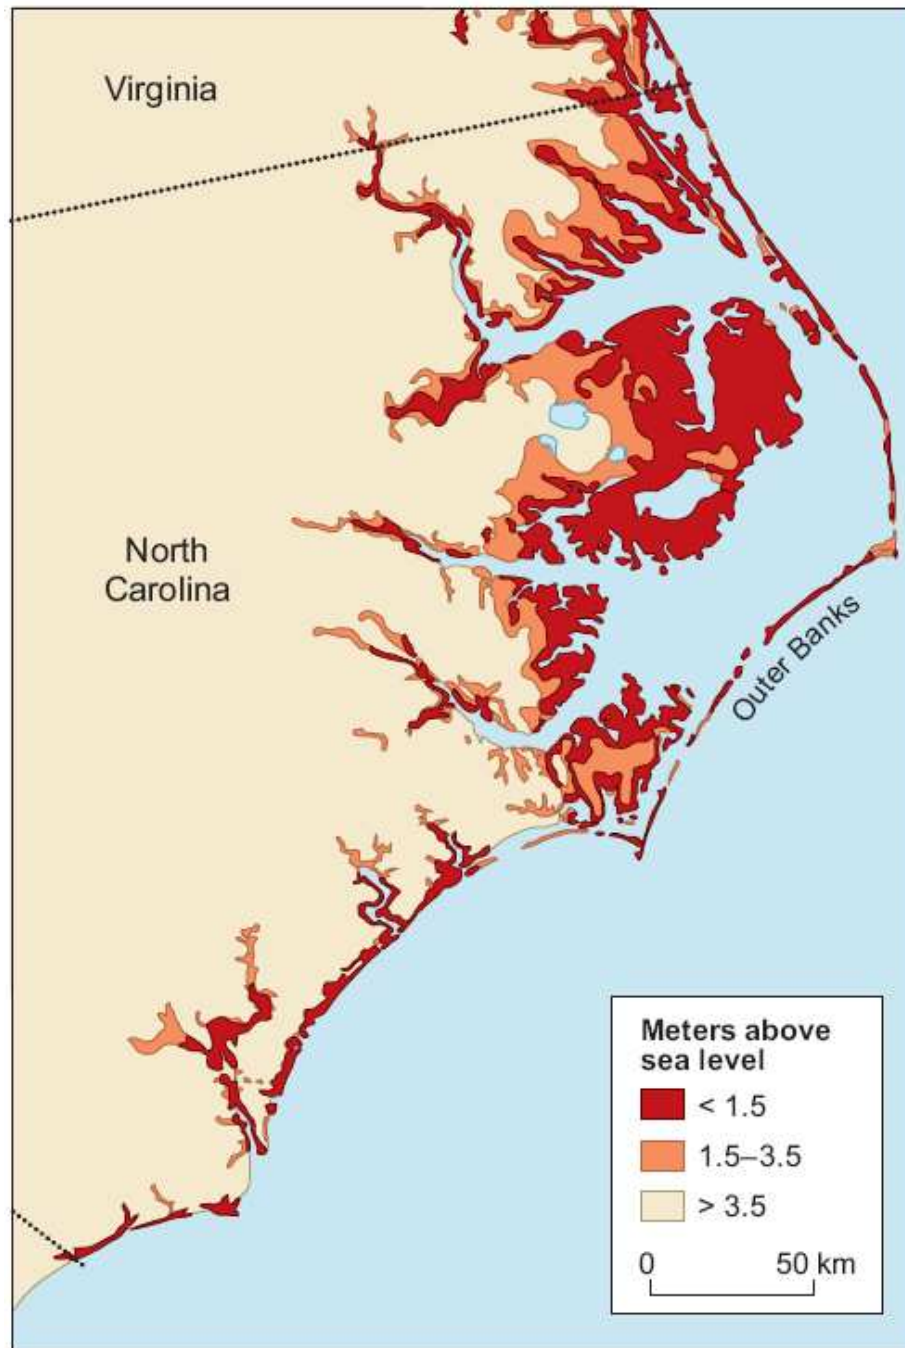 Virginia
North
Carolina
Outer Banks
Meters above
sea level
< 1.5
1.5–3.5
> 3.5
0 50 km